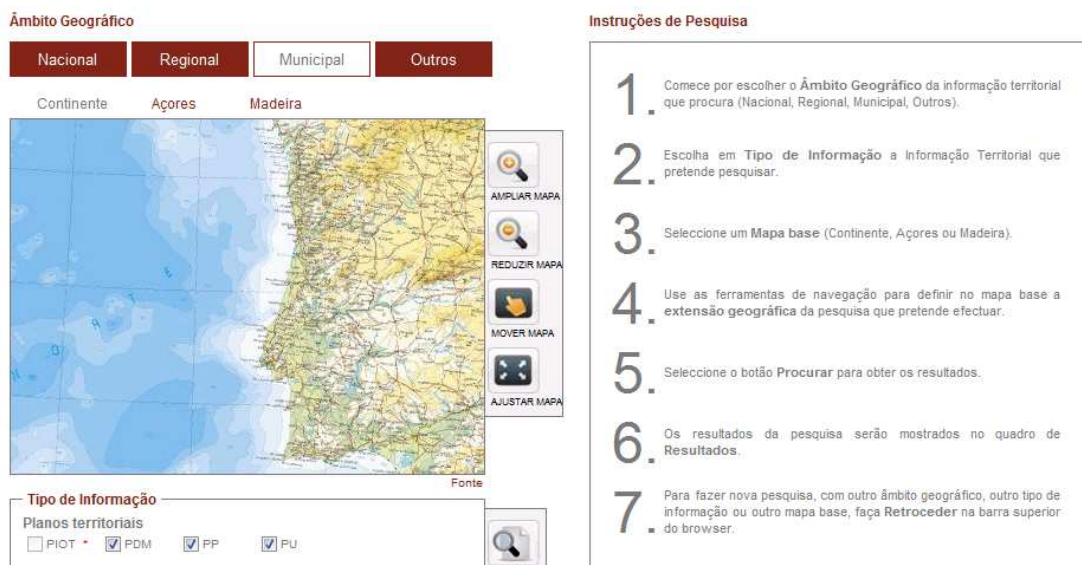 Âmbito Geográfico
Nacional Regional Municipal Outros
Continente Açores Madeira
AMPLIAR MAPA
REDUZIR MAPA
MOVER MAPA
AJUSTAR MAPA
Fonte
Tipo de Informação
Planos territoriais
PIOT * PDM PP PU
Instruções de Pesquisa
1. Comece por escolher o Âmbito Geográfico da informação territorial
que procura (Nacional, Regional, Municipal, Outros).
2. Escolha em Tipo de Informação a Informação Territorial que
pretende pesquisar.
3. Seleccione um Mapa base (Continente, Açores ou Madeira).
4. Use as ferramentas de navegação para definir no mapa base a
extensão geográfica da pesquisa que pretende efectuar.
5. Seleccione o botão Procurar para obter os resultados.
6. Os resultados da pesquisa serão mostrados no quadro de
Resultados.
7. Para fazer nova pesquisa, com outro âmbito geográfico, outro tipo de
informação ou outro mapa base, faça Retroceder na barra superior
do browser.